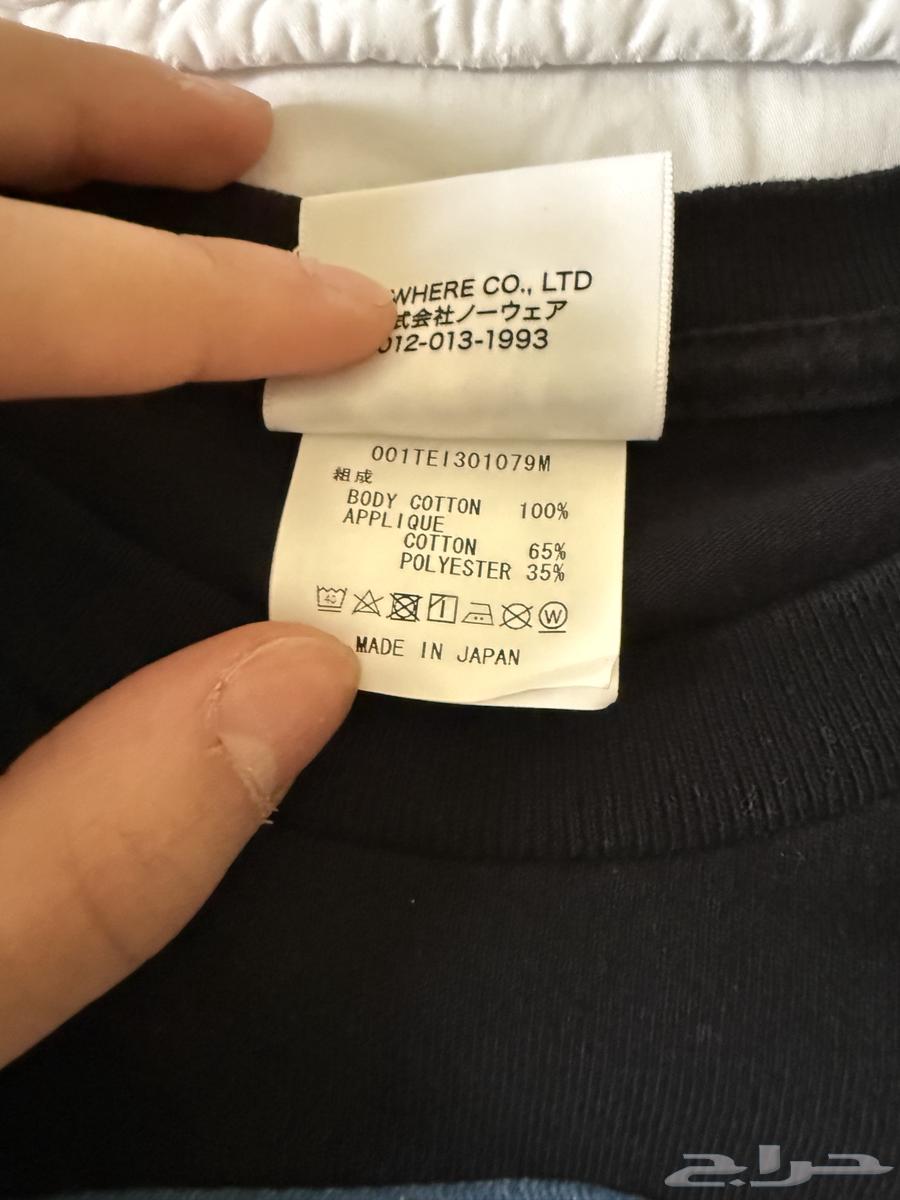 WHERE CO., LTD
式会社ノーウェア
012-013-1993
001TEI301079M
組成
BODY COTTON 100%
APPLIQUE
COTTON 65%
POLYESTER 35%
40
W
MADE IN JAPAN
حراج